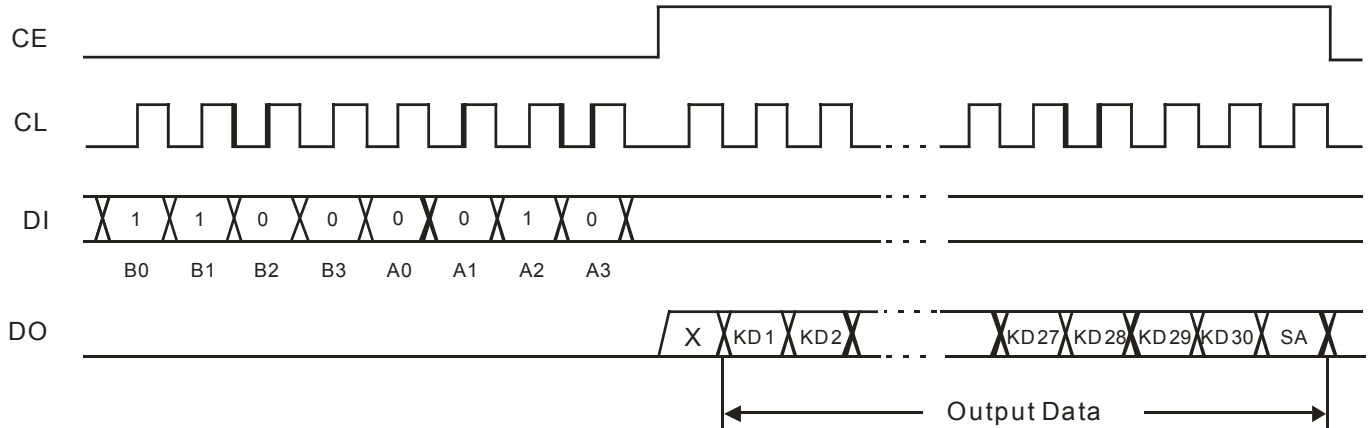 CE
CL
DI 1 1 0 0 0 0 1 0
B0 B1 B2 B3 A0 A1 A2 A3
DO X KD1 KD2 KD27 KD28 KD29 KD30 SA
Output Data